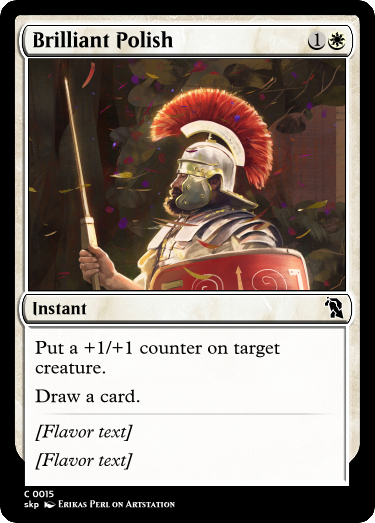 Brilliant Polish 1
Instant
Put a +1/+1 counter on target
creature.
Draw a card.
[Flavor text]
[Flavor text]
C 0015
skp Erikas Perl on Artstation